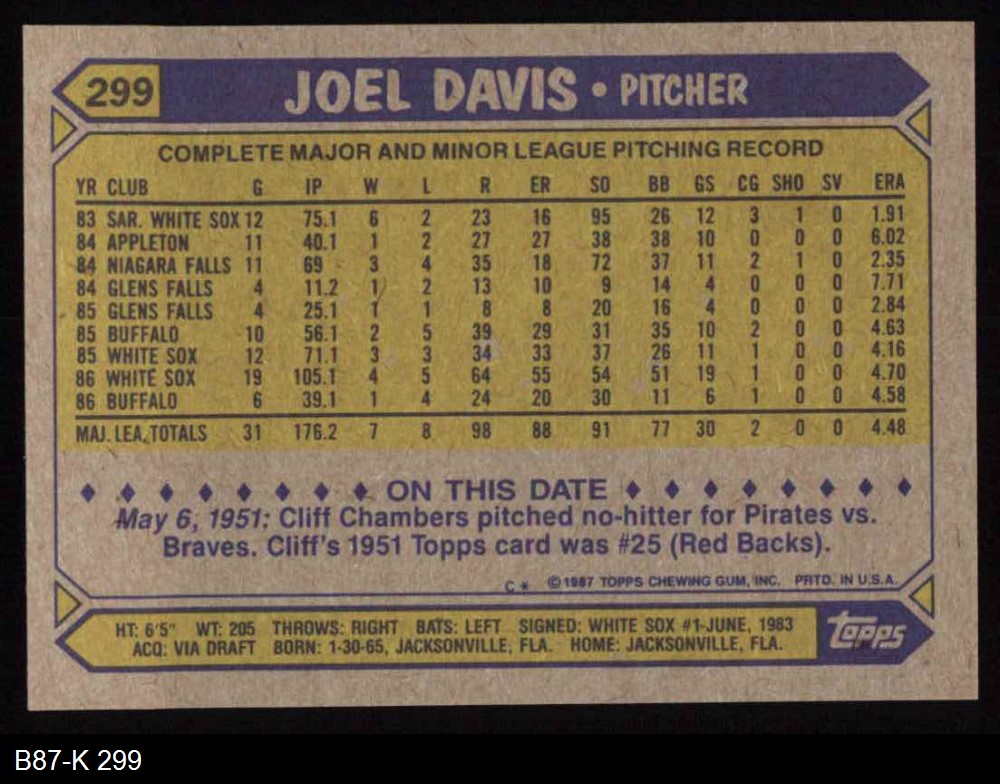 299 JOEL DAVIS • PITCHER
COMPLETE MAJOR AND MINOR LEAGUE PITCHING RECORD
YR CLUB G IP W L R ER SO BB GS CG SHO SV ERA
83 SAR. WHITE SOX 12 75.1 6 2 23 16 95 26 12 3 1 0 1.91
84 APPLETON 11 40.1 1 2 27 27 38 38 10 0 0 0 6.02
84 NIAGARA FALLS 11 69 3 4 35 18 72 37 11 2 1 0 2.35
84 GLENS FALLS 4 11.2 1 2 13 10 9 14 4 0 0 0 7.71
85 GLENS FALLS 4 25.1 1 1 8 8 20 16 4 0 0 0 2.84
85 BUFFALO 10 56.1 2 5 39 29 31 35 10 2 0 0 4.63
85 WHITE SOX 12 71.1 3 3 34 33 37 26 11 1 0 0 4.16
86 WHITE SOX 19 105.1 4 5 64 55 54 51 19 1 0 0 4.70
86 BUFFALO 6 39.1 1 4 24 20 30 11 6 1 0 0 4.58
MAJ. LEA. TOTALS 31 176.2 7 8 98 88 91 77 30 2 0 0 4.48
♦ ♦ ♦ ♦ ♦ ♦ ♦ ♦ ON THIS DATE ♦ ♦ ♦ ♦ ♦ ♦ ♦ ♦
May 6, 1951: Cliff Chambers pitched no-hitter for Pirates vs.
Braves. Cliff's 1951 Topps card was #25 (Red Backs).
C* ©1987 TOPPS CHEWING GUM, INC. PRTD. IN U.S.A.
HT: 6'5" WT: 205 THROWS: RIGHT BATS: LEFT SIGNED: WHITE SOX #1-JUNE, 1983
ACQ: VIA DRAFT BORN: 1-30-65, JACKSONVILLE, FLA. HOME: JACKSONVILLE, FLA.
topps
B87-K 299